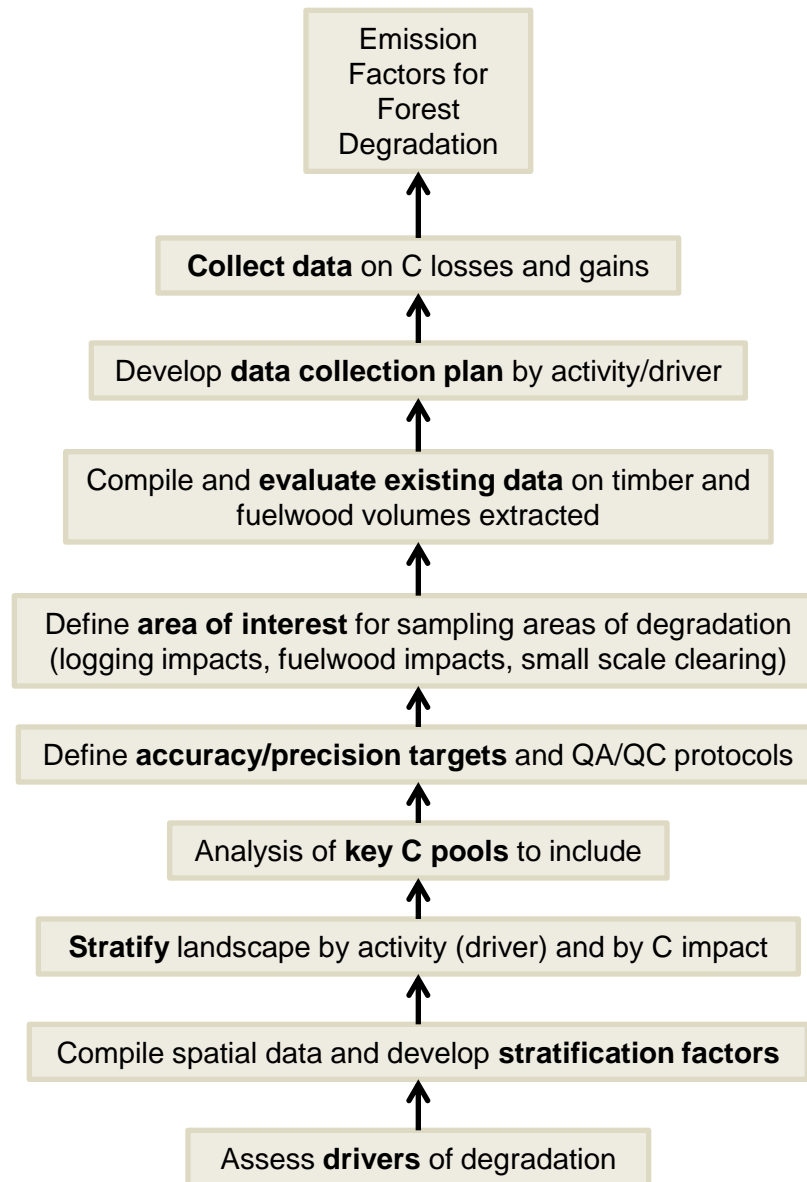 Emission
Factors for
Forest
Degradation
Collect data on C losses and gains
Develop data collection plan by activity/driver
Compile and evaluate existing data on timber and
fuelwood volumes extracted
Define area of interest for sampling areas of degradation
(logging impacts, fuelwood impacts, small scale clearing)
Define accuracy/precision targets and QA/QC protocols
Analysis of key C pools to include
Stratify landscape by activity (driver) and by C impact
Compile spatial data and develop stratification factors
Assess drivers of degradation